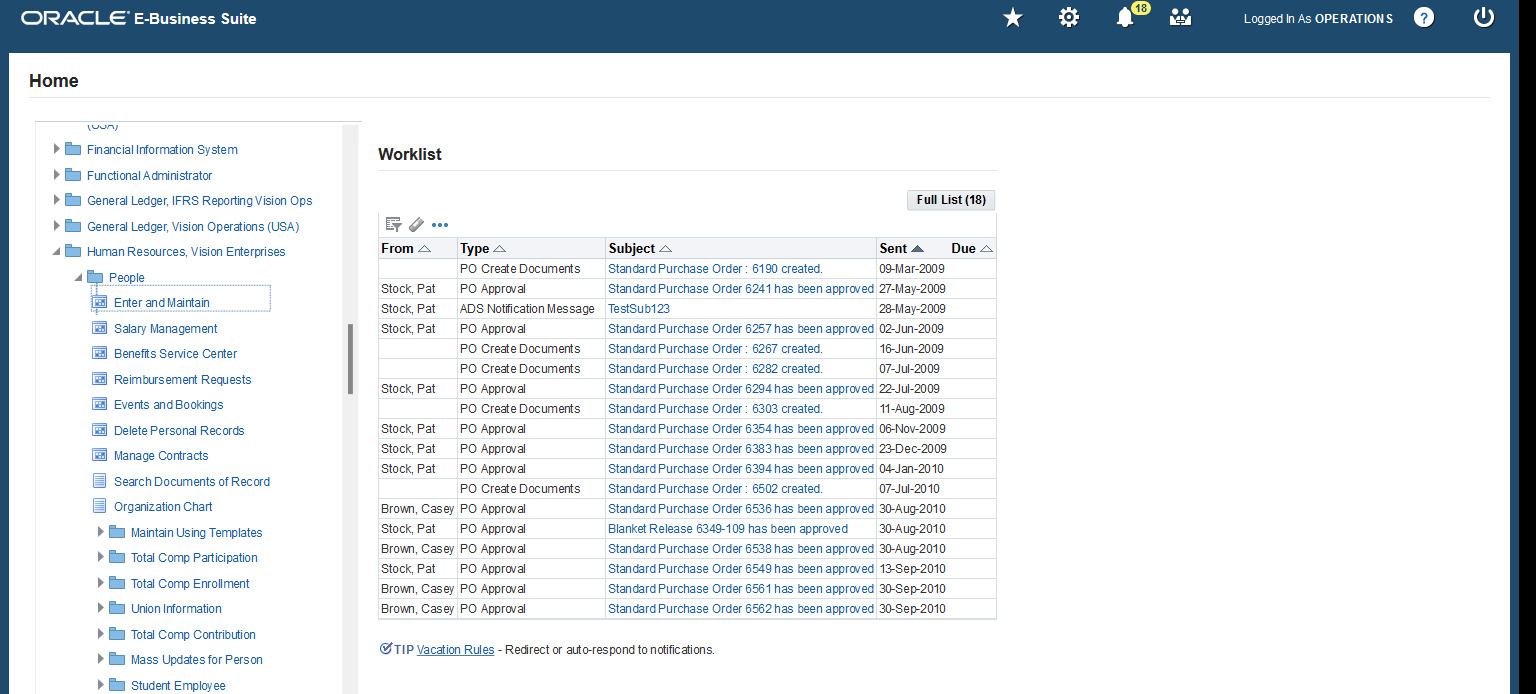 ORACLE E-Business Suite
18
Logged In As OPERATIONS
?
Home
(USA)
Financial Information System
Functional Administrator
General Ledger, IFRS Reporting Vision Ops
General Ledger, Vision Operations (USA)
Human Resources, Vision Enterprises
People
Enter and Maintain
Salary Management
Benefits Service Center
Reimbursement Requests
Events and Bookings
Delete Personal Records
Manage Contracts
Search Documents of Record
Organization Chart
Maintain Using Templates
Total Comp Participation
Total Comp Enrollment
Union Information
Total Comp Contribution
Mass Updates for Person
Student Employee
Worklist
Full List (18)
From Type Subject Sent Due
PO Create Documents Standard Purchase Order : 6190 created. 09-Mar-2009
Stock, Pat PO Approval Standard Purchase Order 6241 has been approved 27-May-2009
Stock, Pat ADS Notification Message TestSub123 28-May-2009
Stock, Pat PO Approval Standard Purchase Order 6257 has been approved 02-Jun-2009
PO Create Documents Standard Purchase Order : 6267 created. 16-Jun-2009
PO Create Documents Standard Purchase Order : 6282 created. 07-Jul-2009
Stock, Pat PO Approval Standard Purchase Order 6294 has been approved 22-Jul-2009
PO Create Documents Standard Purchase Order : 6303 created. 11-Aug-2009
Stock, Pat PO Approval Standard Purchase Order 6354 has been approved 06-Nov-2009
Stock, Pat PO Approval Standard Purchase Order 6383 has been approved 23-Dec-2009
Stock, Pat PO Approval Standard Purchase Order 6394 has been approved 04-Jan-2010
PO Create Documents Standard Purchase Order : 6502 created. 07-Jul-2010
Brown, Casey PO Approval Standard Purchase Order 6536 has been approved 30-Aug-2010
Stock, Pat PO Approval Blanket Release 6349-109 has been approved 30-Aug-2010
Brown, Casey PO Approval Standard Purchase Order 6538 has been approved 30-Aug-2010
Stock, Pat PO Approval Standard Purchase Order 6549 has been approved 13-Sep-2010
Brown, Casey PO Approval Standard Purchase Order 6561 has been approved 30-Sep-2010
Brown, Casey PO Approval Standard Purchase Order 6562 has been approved 30-Sep-2010
TIP Vacation Rules - Redirect or auto-respond to notifications.